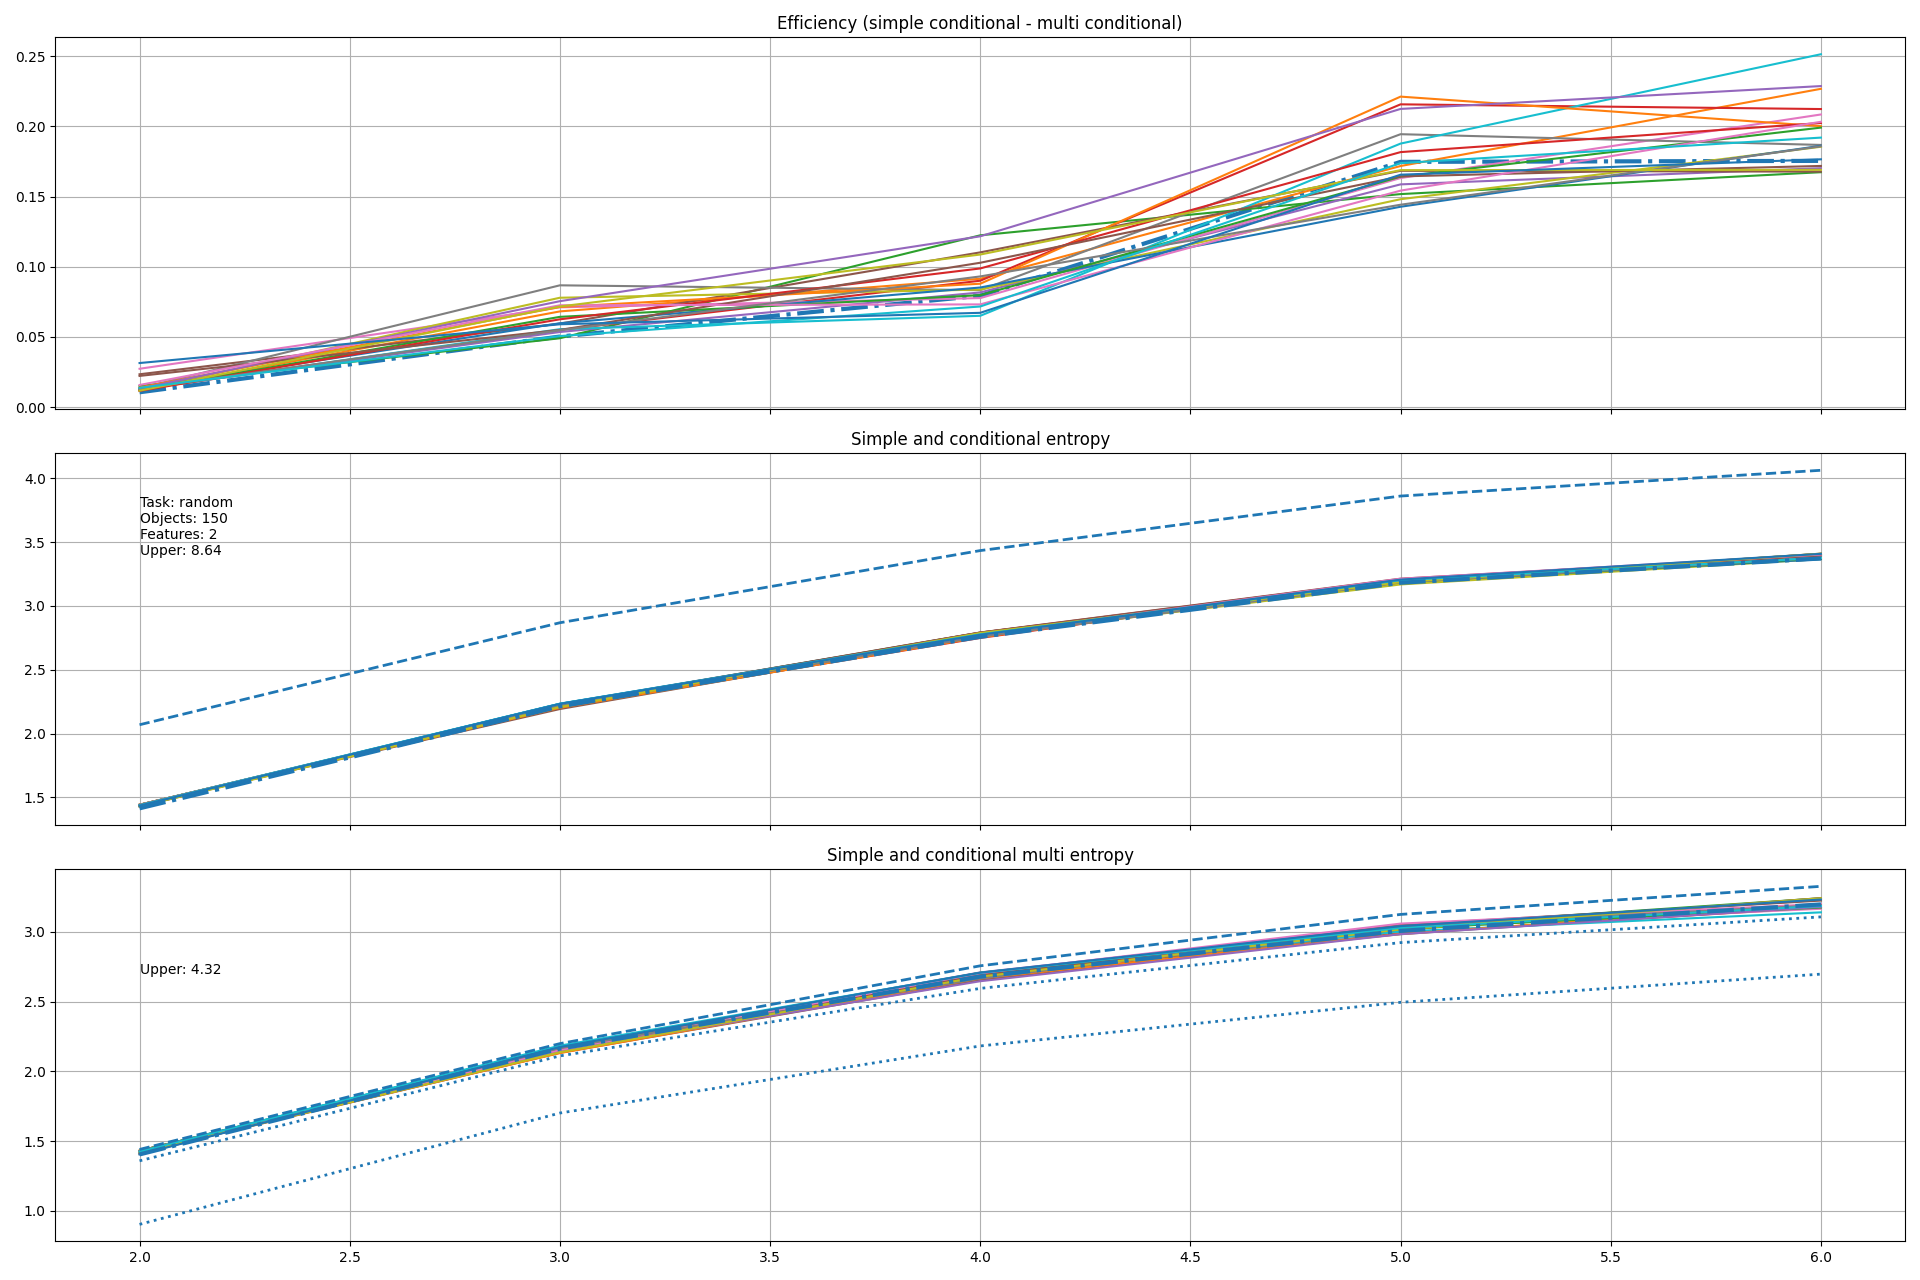 Efficiency (simple conditional - multi conditional)
0.25
0.20
0.15
0.10
0.05
0.00
Simple and conditional entropy
4.0
3.5
3.0
2.5
2.0
1.5
Task: random
Objects: 150
Features: 2
Upper: 8.64
Simple and conditional multi entropy
3.0
2.5
2.0
1.5
1.0
Upper: 4.32
2.0 2.5 3.0 3.5 4.0 4.5 5.0 5.5 6.0